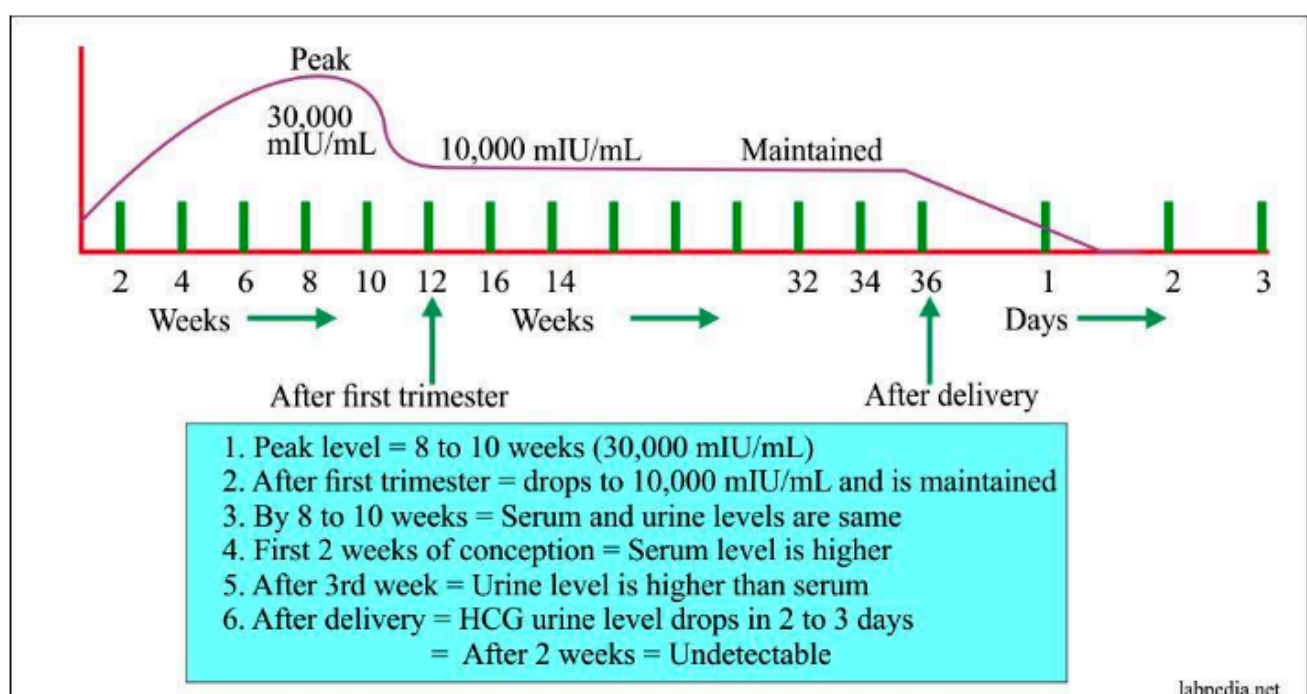 Peak
30,000
mIU/mL
10,000 mIU/mL
Maintained
2 4 6 8 10 12 16 14 32 34 36 1 2 3
Weeks Weeks Days
After first trimester After delivery
1. Peak level = 8 to 10 weeks (30,000 mIU/mL)
2. After first trimester = drops to 10,000 mIU/mL and is maintained
3. By 8 to 10 weeks = Serum and urine levels are same
4. First 2 weeks of conception = Serum level is higher
5. After 3rd week = Urine level is higher than serum
6. After delivery = HCG urine level drops in 2 to 3 days
= After 2 weeks = Undetectable
labpedia.net